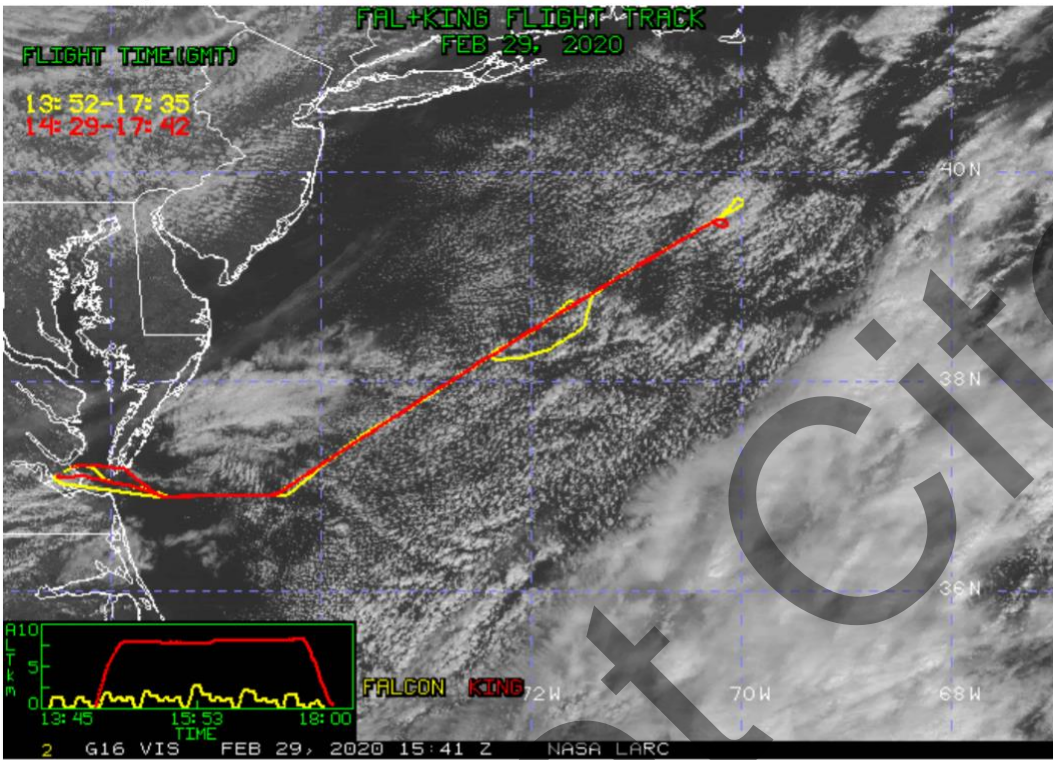 FAL+KING FLIGHT TRACK
FEB 29, 2020
FLIGHT TIME(GMT)
13:52-17:35
14:29-17:42
40N
38N
36N
ALTkm
10
5
0
13:45 15:53 18:00
TIME
FALCON KING
72W 70W 68W
2 G16 VIS FEB 29, 2020 15:41 Z NASA LARC
t Cite